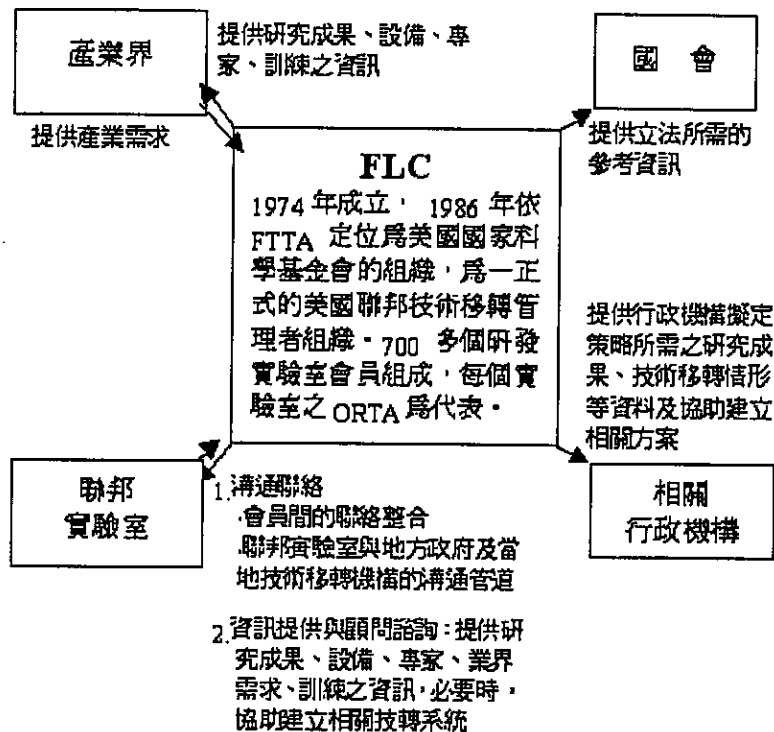 產業界
提供研究成果、設備、專
家、訓練之資訊
國 會
提供產業需求
提供立法所需的
參考資訊
FLC
1974 年成立, 1986 年依
FTTA 定位爲美國國家科
學基金會的組織,爲一正
式的美國聯邦技術移轉管
理者組織。700 多個研發
實驗室會員組成,每個實
驗室之 ORTA 爲代表。
提供行政機構擬定
策略所需之研究成
果、技術移轉情形
等資料及協助建立
相關方案
聯邦
實驗室
相關
行政機構
1.溝通聯絡
.會員間的聯絡整合
.聯邦實驗室與地方政府及當
地技術移轉機構的溝通管道
2.資訊提供與顧問諮詢:提供研
究成果、設備、專家、業界
需求、訓練之資訊,必要時,
協助建立相關技轉系統